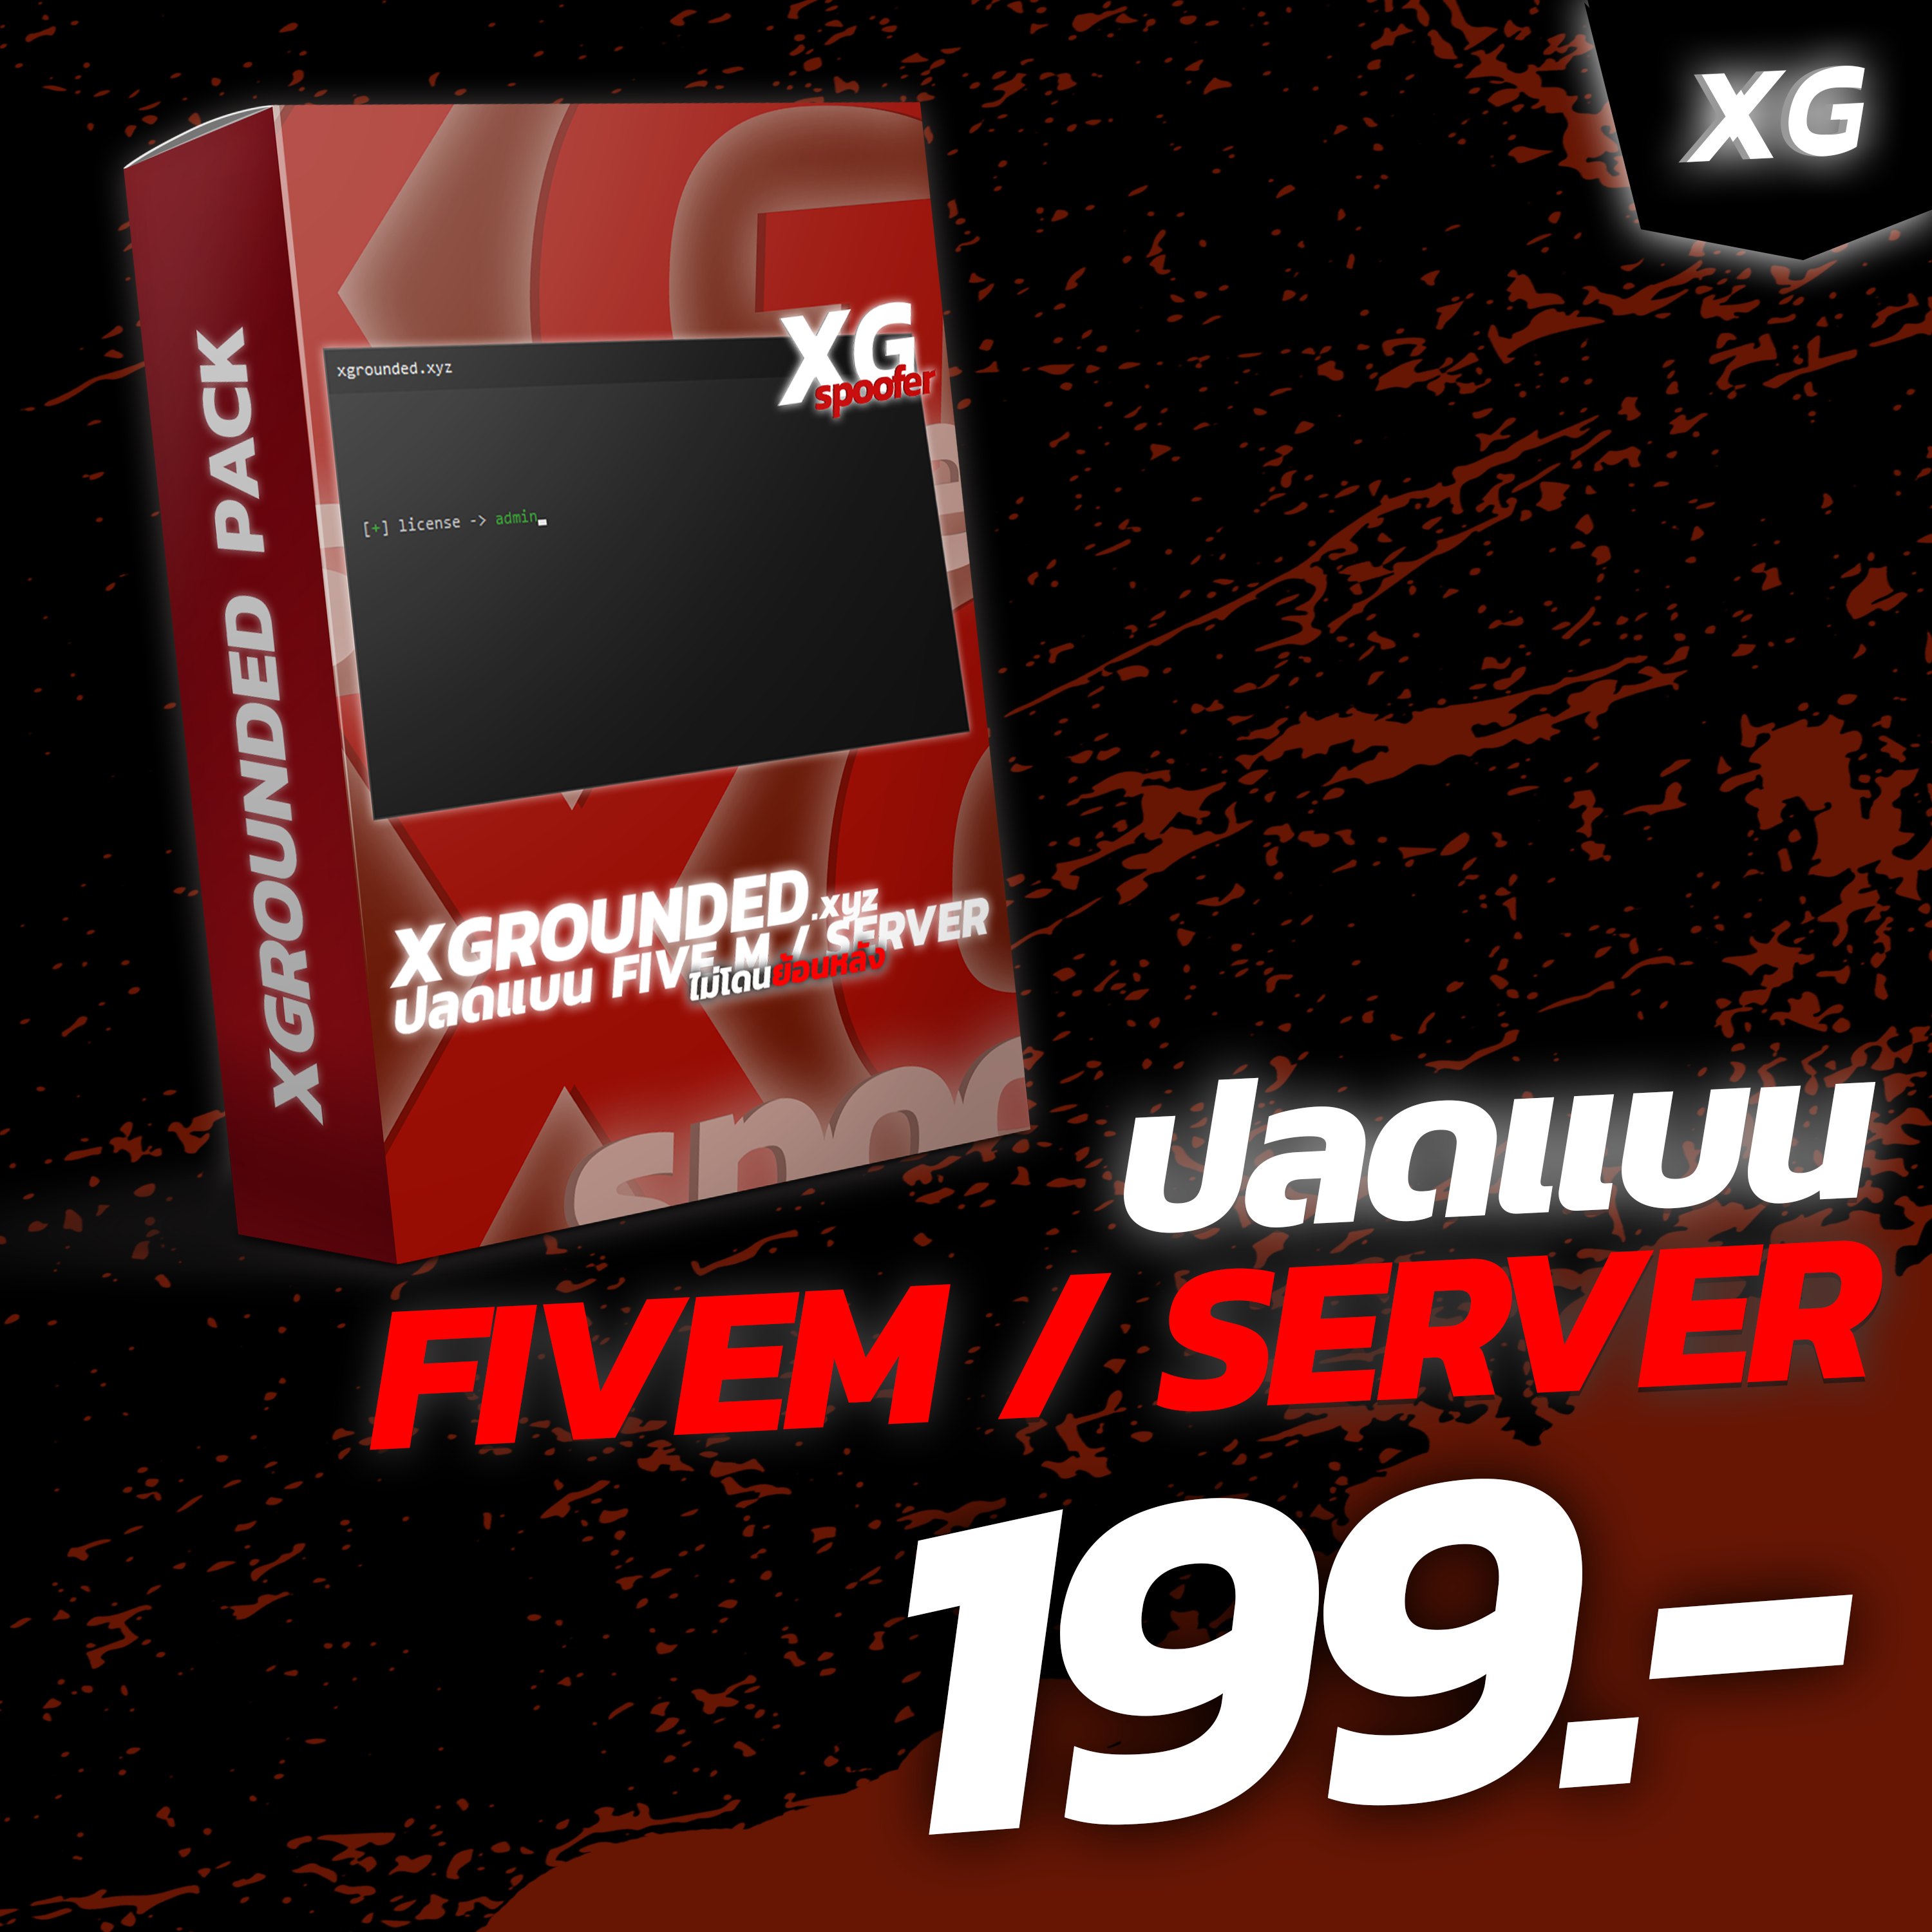 XG
XGROUNDED PACK
xgrounded.xyz
XG
spoofer
[+] license -> admin
XGROUNDED.xyz
ปลดแบน FIVE M / SERVER
ไม่โดนย้อนหลัง
ปลดแบน
FIVEM / SERVER
199.-